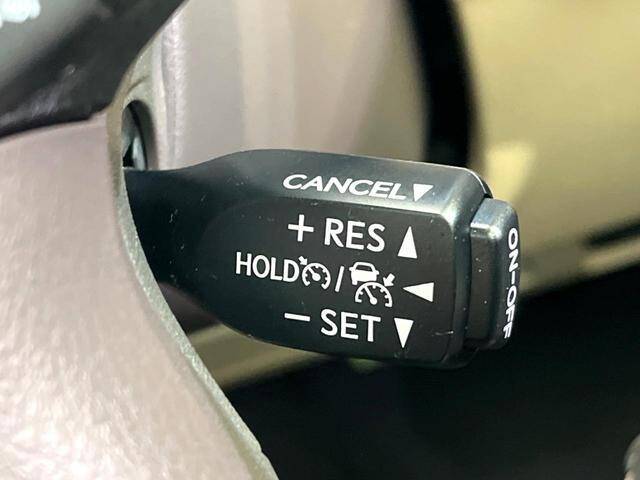 CANCEL▼
+ RES ▲
HOLD / ◀
− SET ▼
ON-OFF